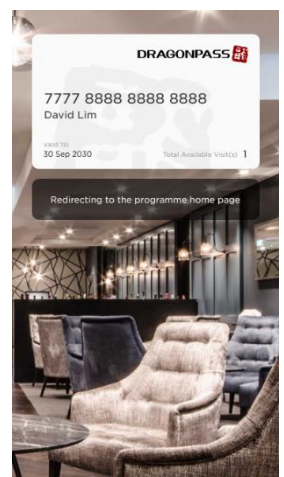 DRAGONPASS
7777 8888 8888 8888
David Lim
Valid till
30 Sep 2030
Total Available Visit(s) 1
Redirecting to the programme home page